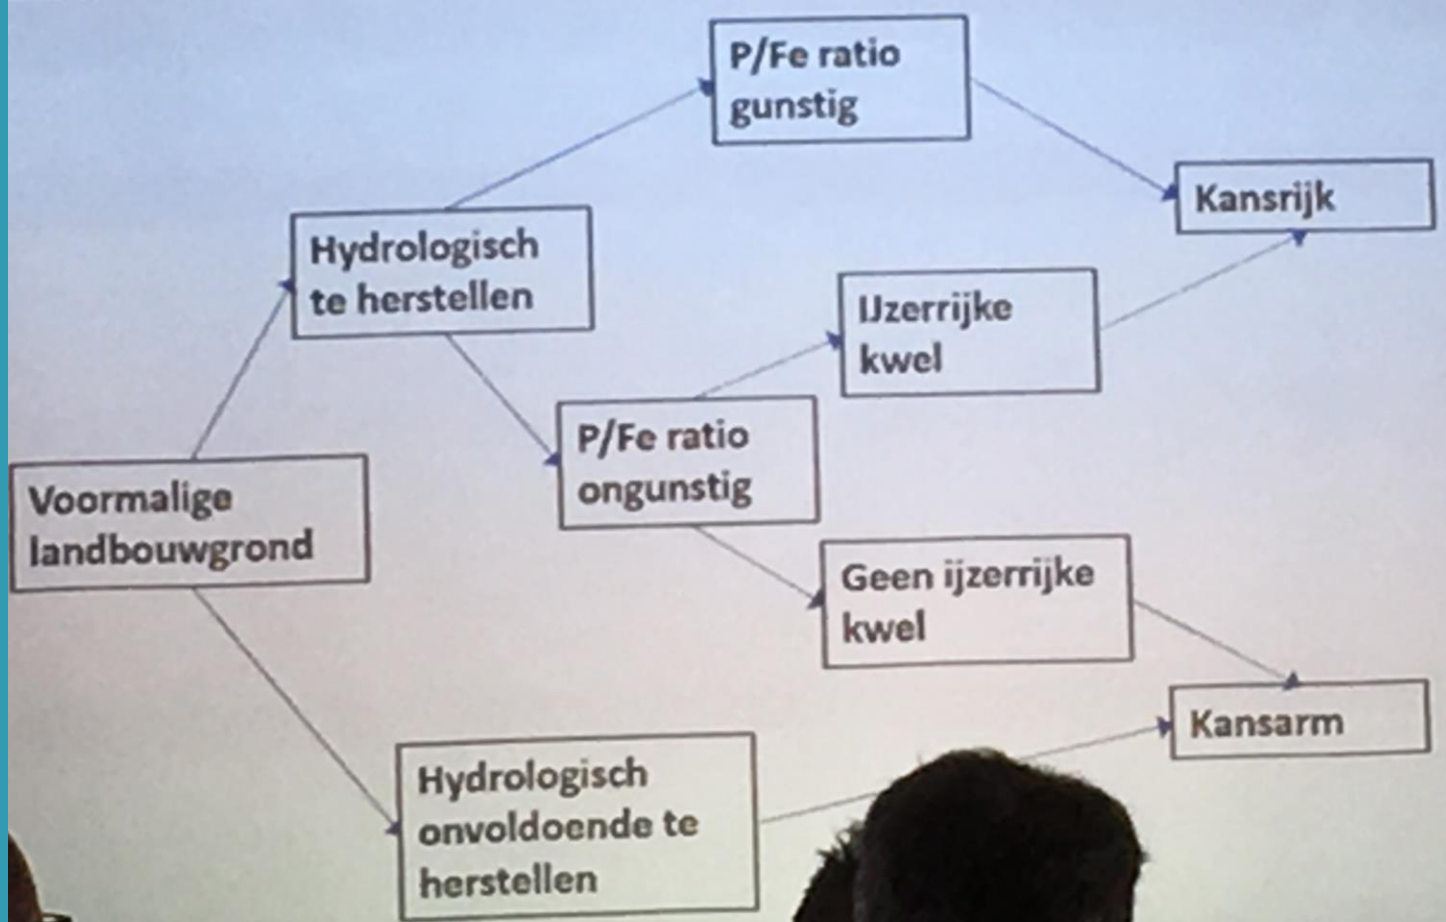 P/Fe ratio
gunstig
Kansrijk
Hydrologisch
te herstellen
IJzerrijke
kwel
P/Fe ratio
ongunstig
Voormalige
landbouwgrond
Geen ijzerrijke
kwel
Kansarm
Hydrologisch
onvoldoende te
herstellen